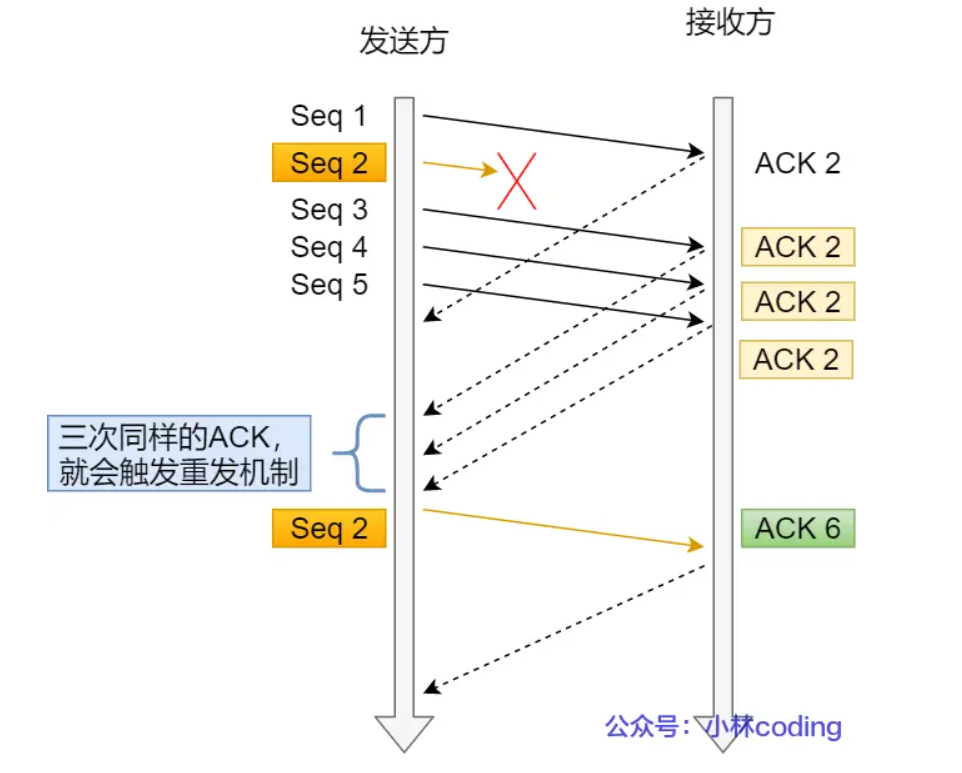 发送方
接收方
Seq 1
Seq 2
ACK 2
Seq 3
Seq 4
ACK 2
Seq 5
ACK 2
ACK 2
三次同样的ACK，
就会触发重发机制
Seq 2
ACK 6
公众号：小林coding